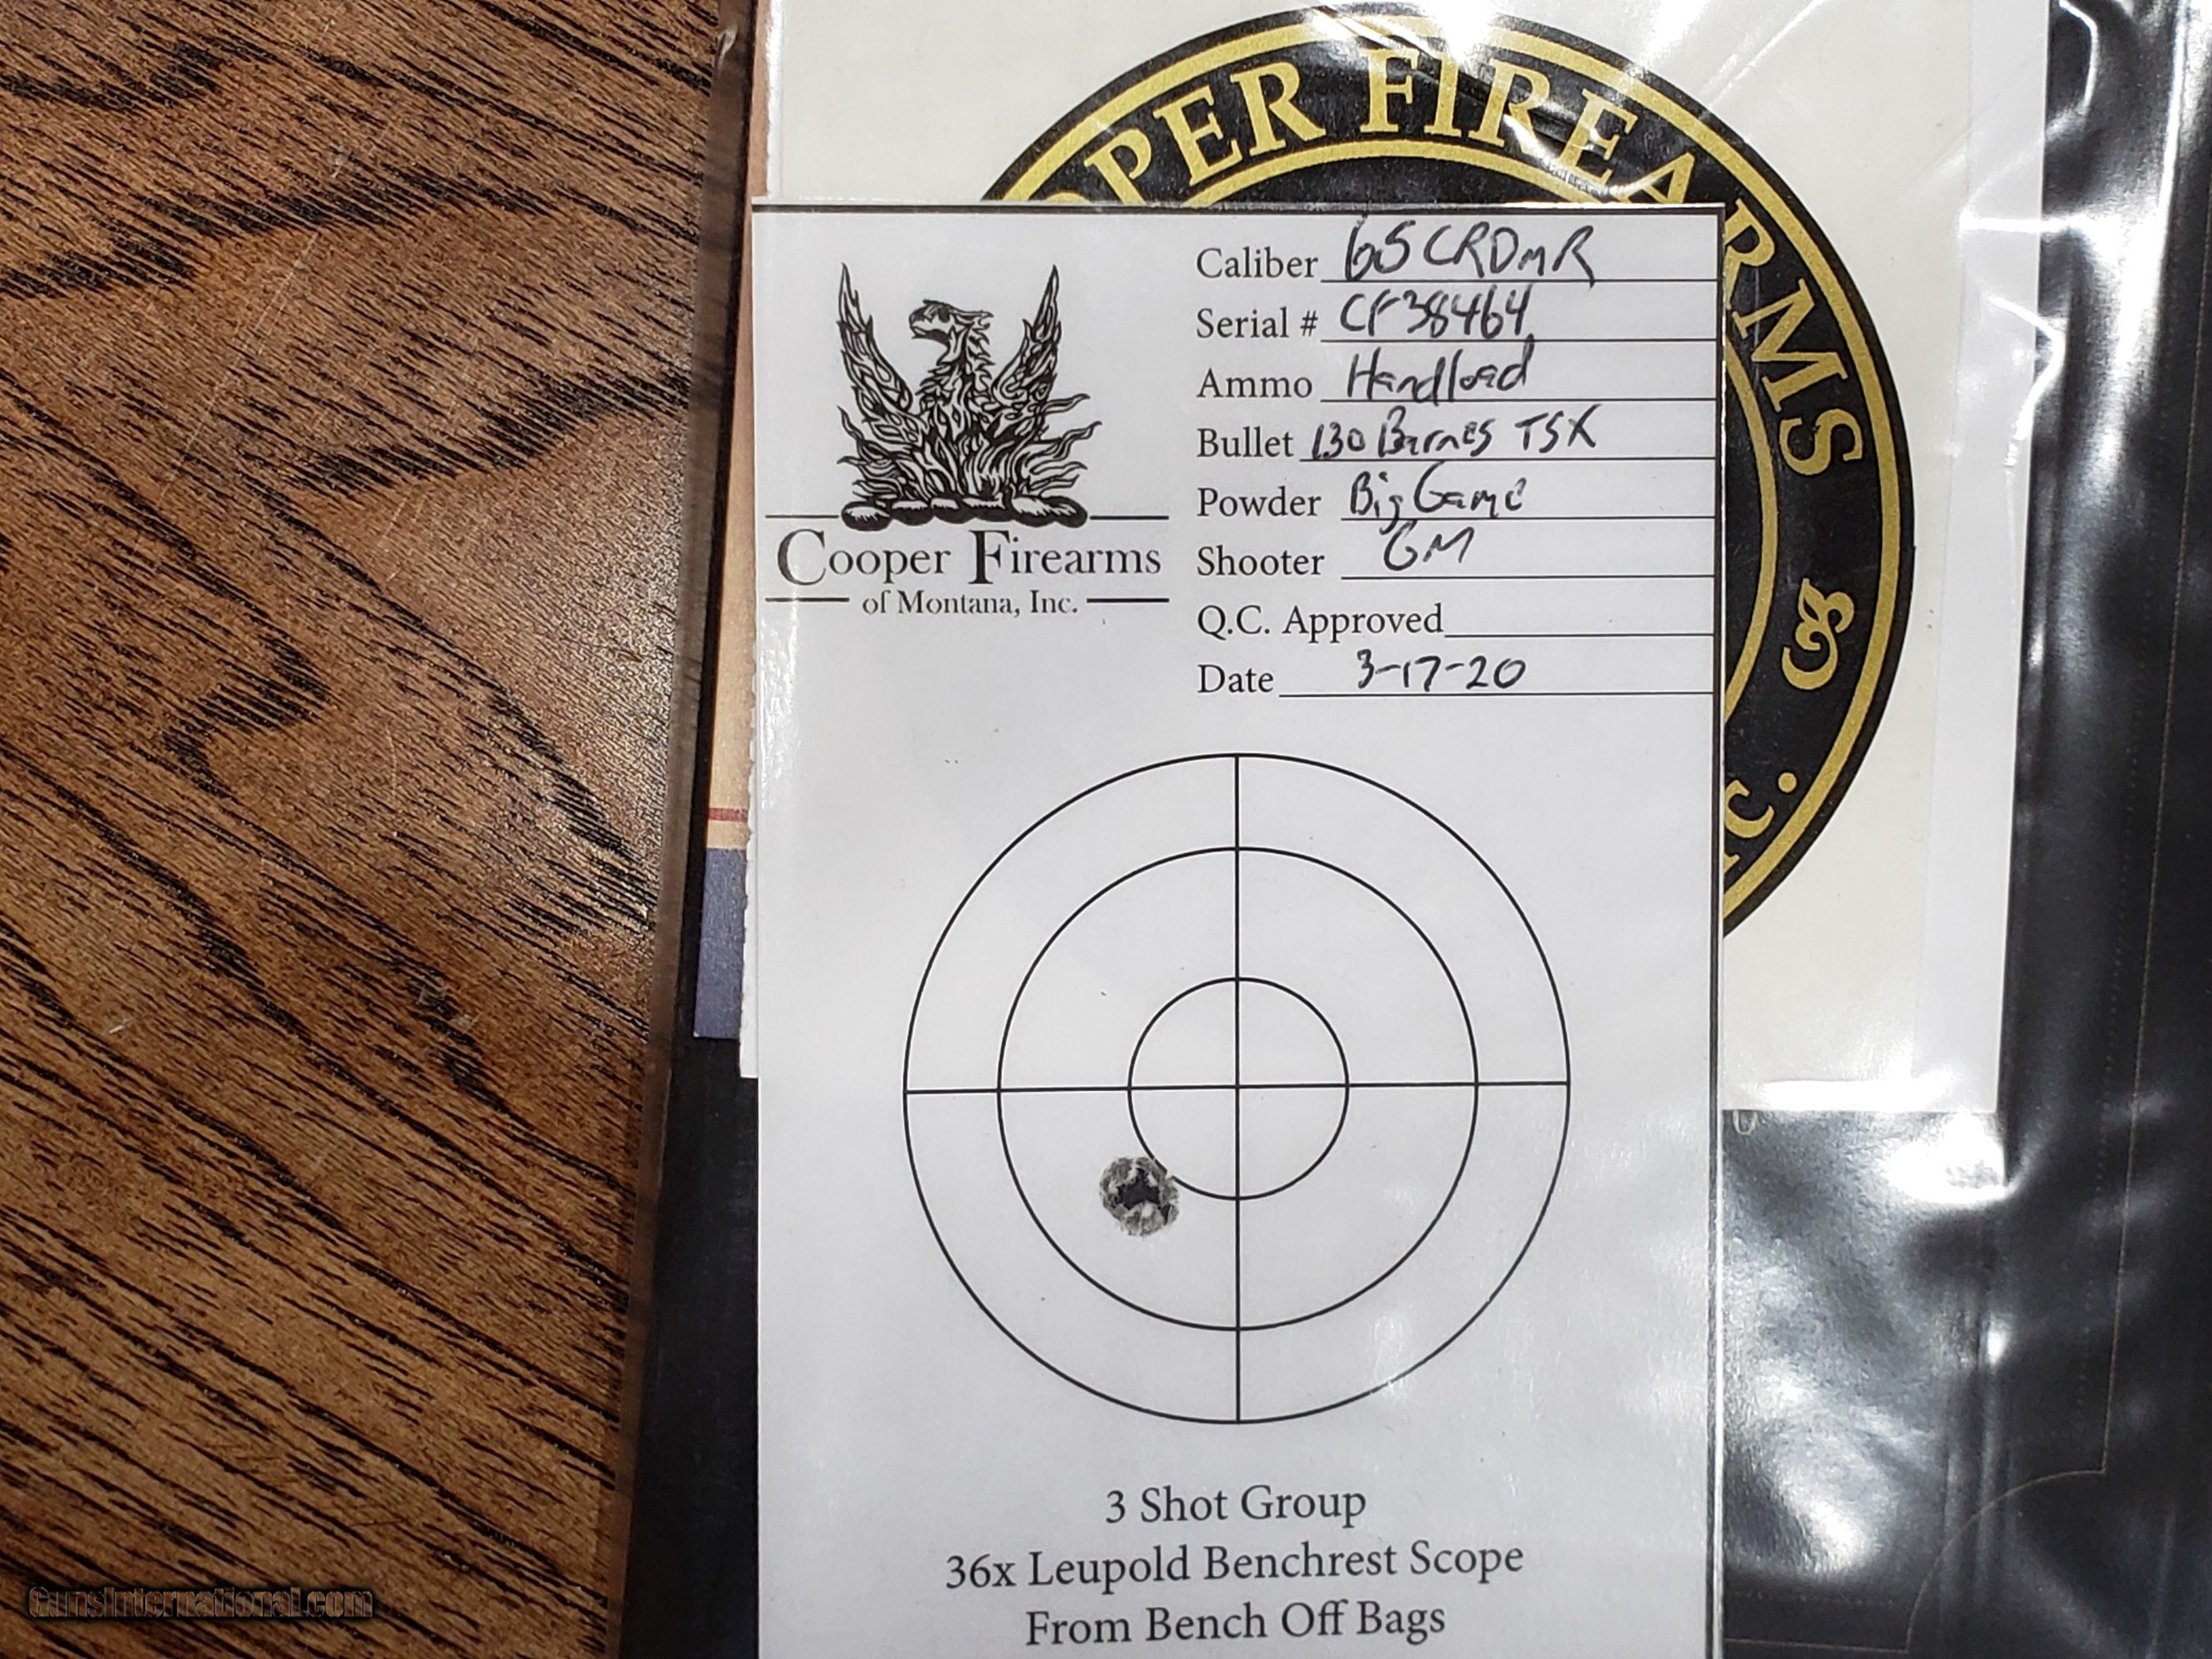 OPER FIREARMS &
c.
Caliber 65 CRDMR
Serial # CF38464
Ammo Handload
Bullet 130 Barnes TSX
Powder Big Game
Shooter GM
Q.C. Approved
Date 3-17-20
Cooper Firearms
of Montana, Inc.
3 Shot Group
36x Leupold Benchrest Scope
From Bench Off Bags
GunsInternational.com